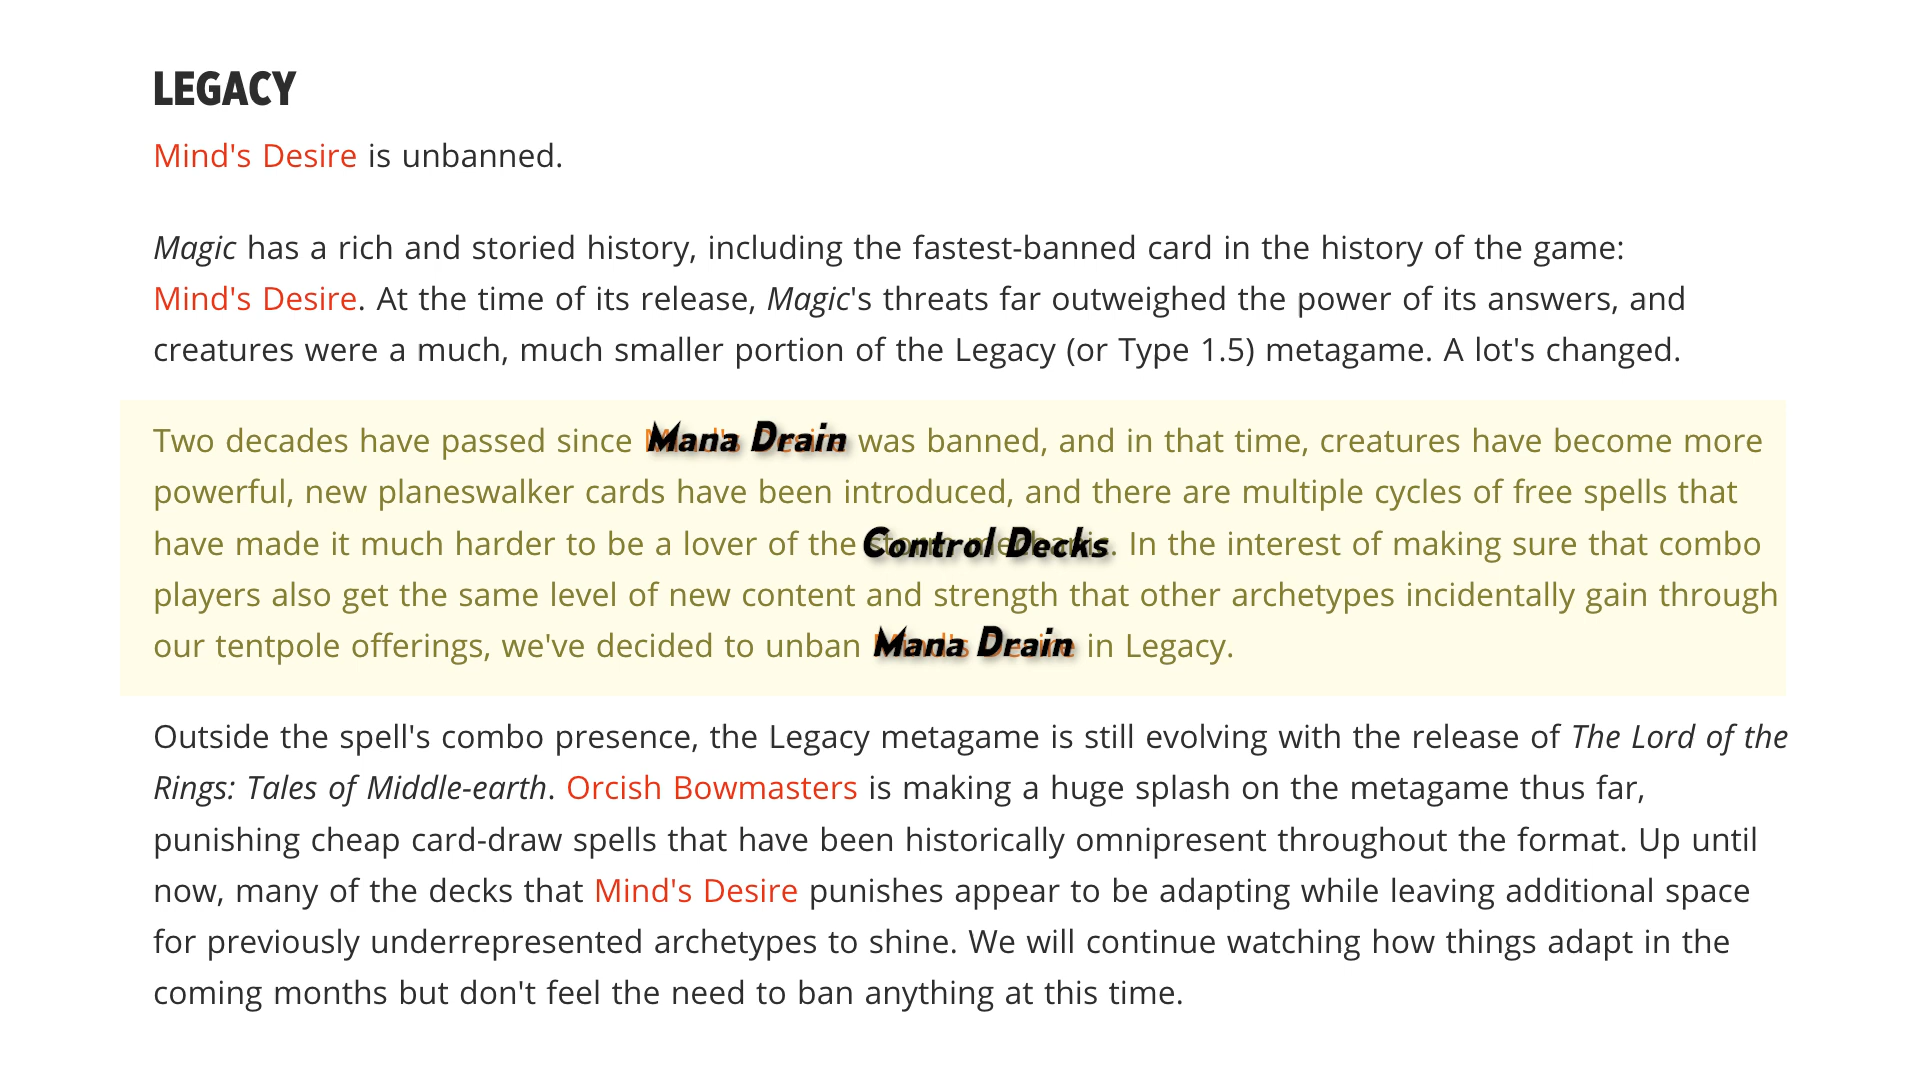 LEGACY
Mind's Desire is unbanned.
Magic has a rich and storied history, including the fastest-banned card in the history of the game:
Mind's Desire. At the time of its release, Magic's threats far outweighed the power of its answers, and
creatures were a much, much smaller portion of the Legacy (or Type 1.5) metagame. A lot's changed.
Two decades have passed since Mana Drain was banned, and in that time, creatures have become more
powerful, new planeswalker cards have been introduced, and there are multiple cycles of free spells that
have made it much harder to be a lover of the Control Decks. In the interest of making sure that combo
players also get the same level of new content and strength that other archetypes incidentally gain through
our tentpole offerings, we've decided to unban Mana Drain in Legacy.
Outside the spell's combo presence, the Legacy metagame is still evolving with the release of The Lord of the
Rings: Tales of Middle-earth. Orcish Bowmasters is making a huge splash on the metagame thus far,
punishing cheap card-draw spells that have been historically omnipresent throughout the format. Up until
now, many of the decks that Mind's Desire punishes appear to be adapting while leaving additional space
for previously underrepresented archetypes to shine. We will continue watching how things adapt in the
coming months but don't feel the need to ban anything at this time.